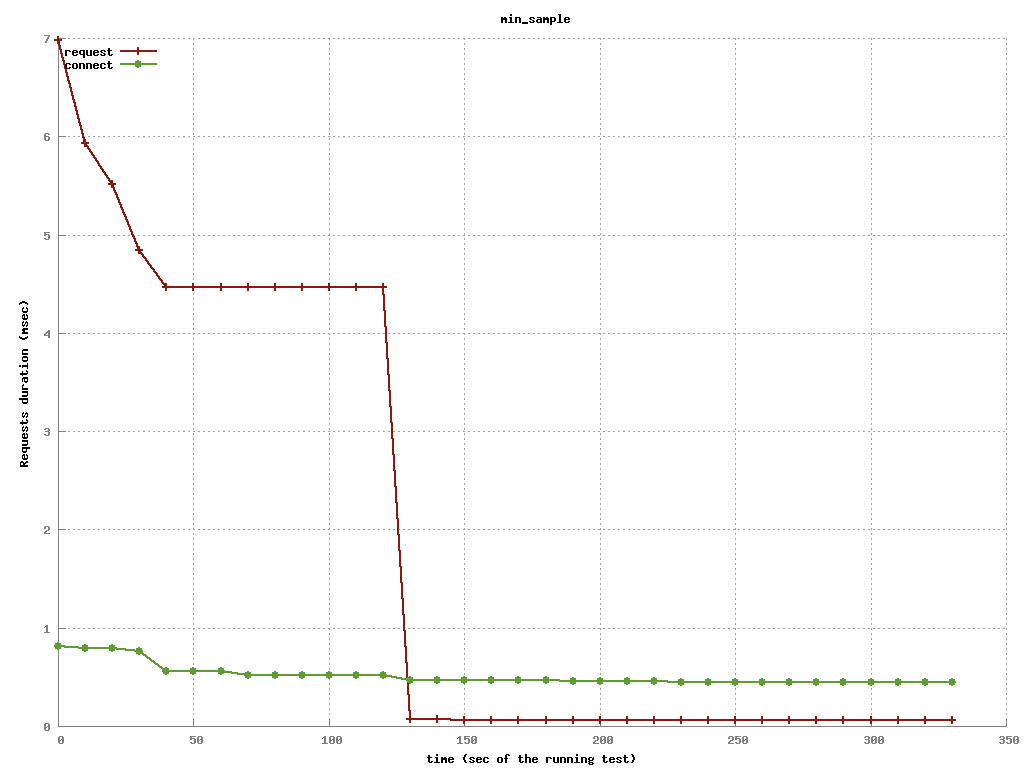 min_sample
request
connect
7
6
5
4
3
2
1
0
Requests duration (msec)
0 50 100 150 200 250 300 350
time (sec of the running test)